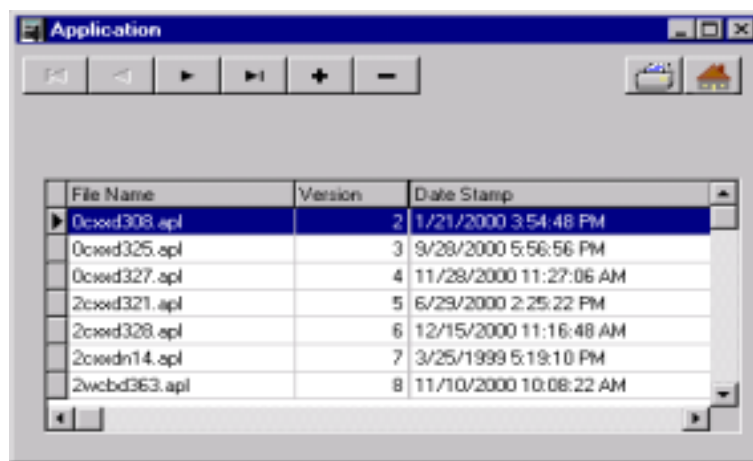 Application
File Name Version Date Stamp
0cxxd308.apl 2 1/21/2000 3:54:48 PM
0cxxd325.apl 3 9/28/2000 5:56:56 PM
0cxxd327.apl 4 11/28/2000 11:27:06 AM
2cxxd321.apl 5 6/29/2000 2:25:22 PM
2cxxd328.apl 6 12/15/2000 11:16:48 AM
2cxxdn14.apl 7 3/25/1999 5:19:10 PM
2wcbd363.apl 8 11/10/2000 10:08:22 AM